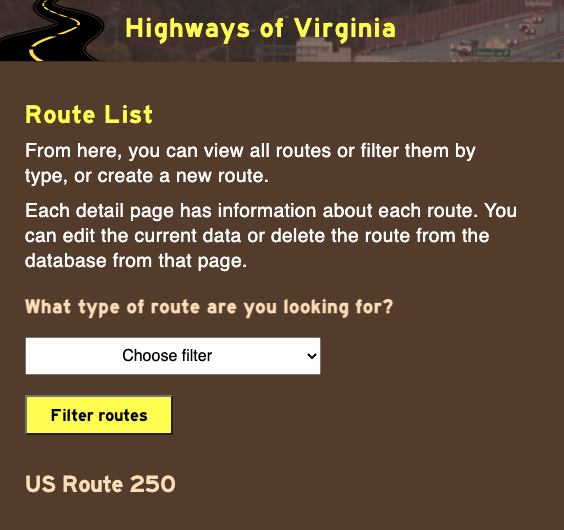 Highways of Virginia
Route List
From here, you can view all routes or filter them by
type, or create a new route.
Each detail page has information about each route. You
can edit the current data or delete the route from the
database from that page.
What type of route are you looking for?
Choose filter
Filter routes
US Route 250